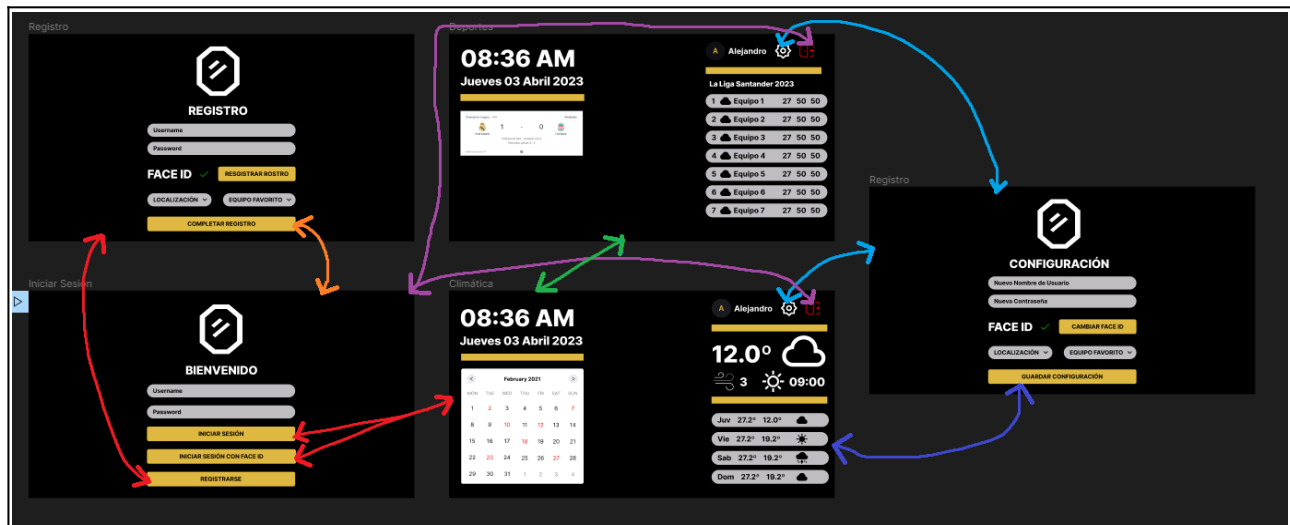 Registro
REGISTRO
Username
Password
FACE ID RESGISTRAR ROSTRO
LOCALIZACIÓN EQUIPO FAVORITO
COMPLETAR REGISTRO
Deportes
08:36 AM
Jueves 03 Abril 2023
1 - 0
A Alejandro
La Liga Santander 2023
1 Equipo 1 27 50 50
2 Equipo 2 27 50 50
3 Equipo 3 27 50 50
4 Equipo 4 27 50 50
5 Equipo 5 27 50 50
6 Equipo 6 27 50 50
7 Equipo 7 27 50 50
Iniciar Sesión
BIENVENIDO
Username
Password
INICIAR SESIÓN
INICIAR SESIÓN CON FACE ID
REGISTRARSE
Climática
08:36 AM
Jueves 03 Abril 2023
February 2021
MON TUE WED THU FRI SAT SUN
1 2 3 4 5 6 7
8 9 10 11 12 13 14
15 16 17 18 19 20 21
22 23 24 25 26 27 28
29 30 31 1 2 3 4
A Alejandro
12.0º
3 09:00
Juv 27.2º 12.0º
Vie 27.2º 19.2º
Sab 27.2º 19.2º
Dom 27.2º 19.2º
Registro
CONFIGURACIÓN
Nuevo Nombre de Usuario
Nueva Contraseña
FACE ID CAMBIAR FACE ID
LOCALIZACIÓN EQUIPO FAVORITO
GUARDAR CONFIGURACIÓN